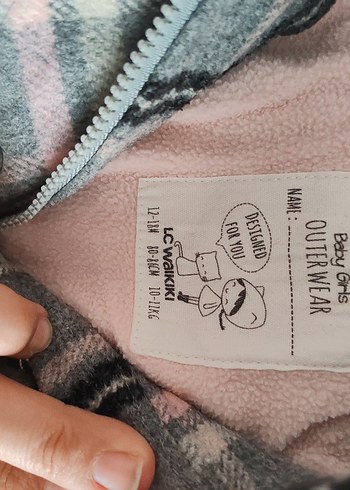 Baby Girls
OUTERWEAR
NAME:
DESIGNED
FOR YOU
LC WAIKIKI
12-18M 80-86CM 10-11KG